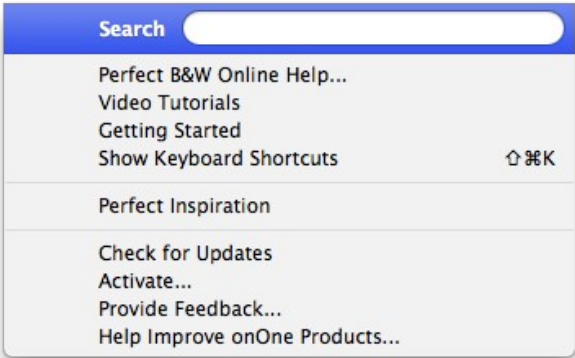 Search
Perfect B&W Online Help...
Video Tutorials
Getting Started
Show Keyboard Shortcuts ⇧⌘K
Perfect Inspiration
Check for Updates
Activate...
Provide Feedback...
Help Improve onOne Products...